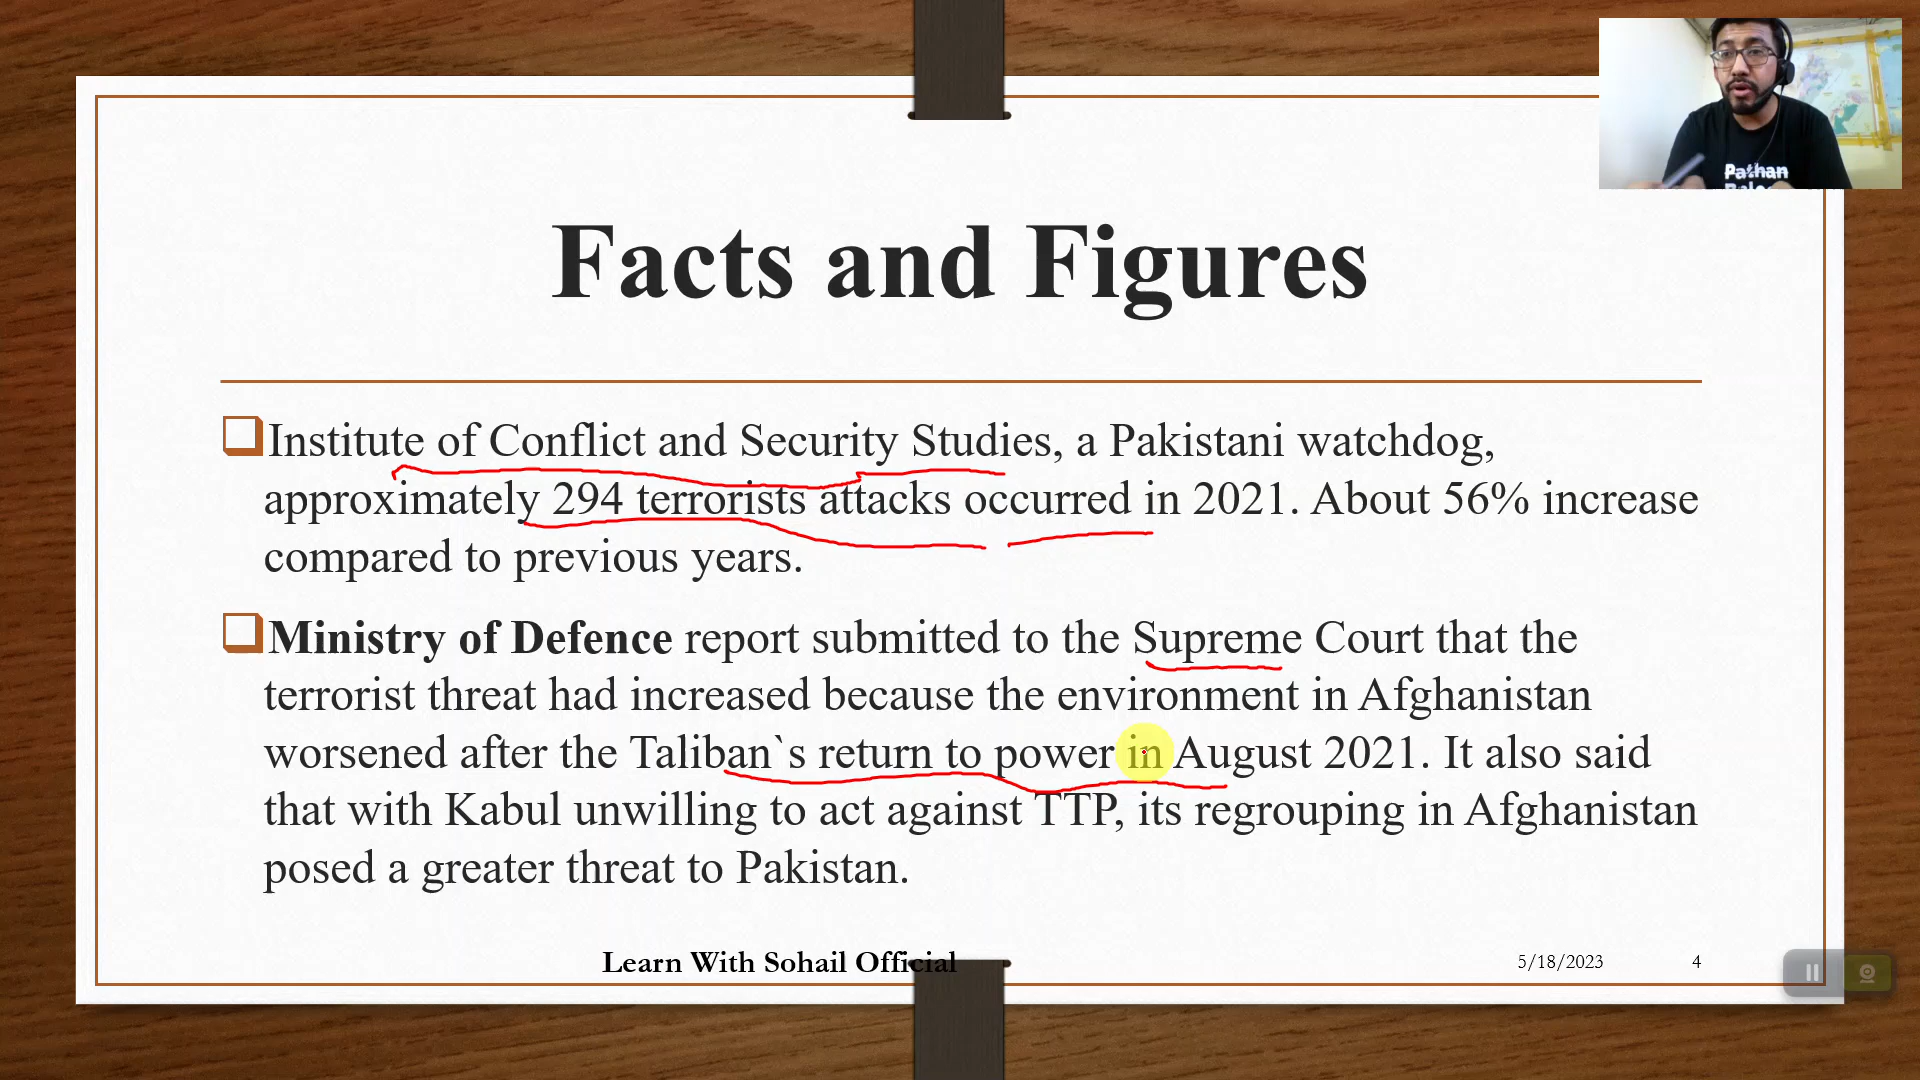 Pathan
Facts and Figures
Institute of Conflict and Security Studies, a Pakistani watchdog,
approximately 294 terrorists attacks occurred in 2021. About 56% increase
compared to previous years.
Ministry of Defence report submitted to the Supreme Court that the
terrorist threat had increased because the environment in Afghanistan
worsened after the Taliban`s return to power in August 2021. It also said
that with Kabul unwilling to act against TTP, its regrouping in Afghanistan
posed a greater threat to Pakistan.
Learn With Sohail Official
5/18/2023
4